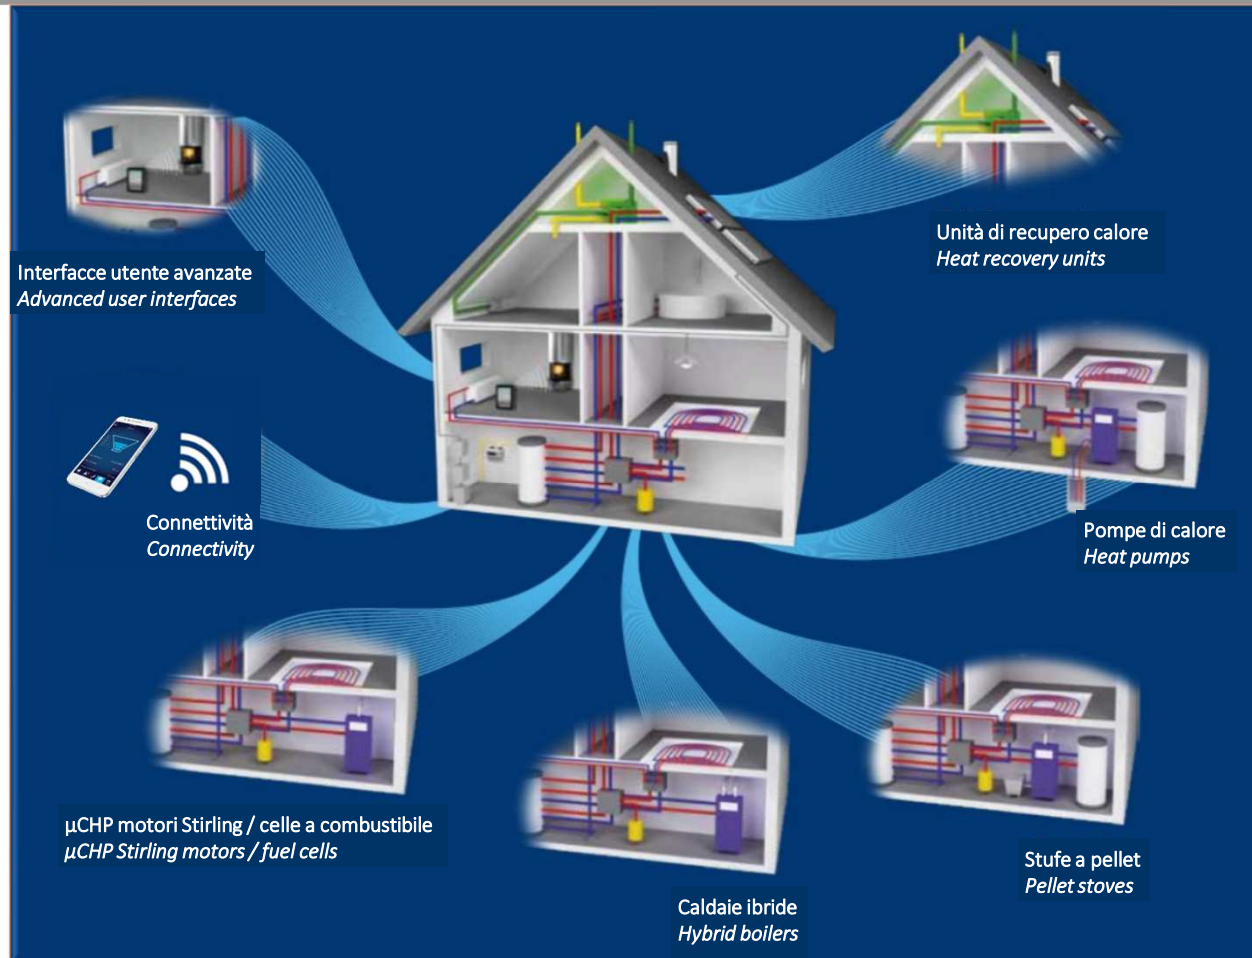 Unità di recupero calore
Heat recovery units
Interfacce utente avanzate
Advanced user interfaces
Connettività
Connectivity
Pompe di calore
Heat pumps
μCHP motori Stirling / celle a combustibile
μCHP Stirling motors / fuel cells
Stufe a pellet
Pellet stoves
Caldaie ibride
Hybrid boilers